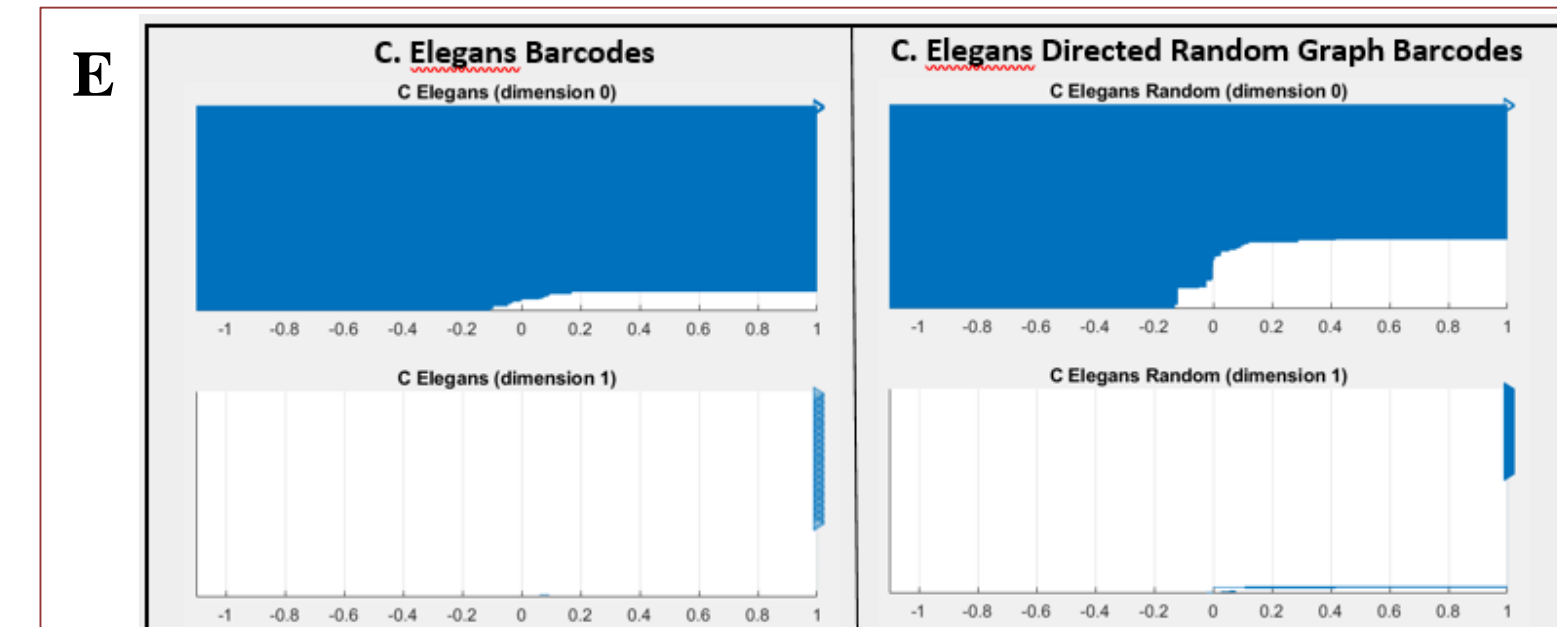 E
C. Elegans Barcodes
C Elegans (dimension 0)
-1 -0.8 -0.6 -0.4 -0.2 0 0.2 0.4 0.6 0.8 1
C Elegans (dimension 1)
-1 -0.8 -0.6 -0.4 -0.2 0 0.2 0.4 0.6 0.8 1
C. Elegans Directed Random Graph Barcodes
C Elegans Random (dimension 0)
-1 -0.8 -0.6 -0.4 -0.2 0 0.2 0.4 0.6 0.8 1
C Elegans Random (dimension 1)
-1 -0.8 -0.6 -0.4 -0.2 0 0.2 0.4 0.6 0.8 1